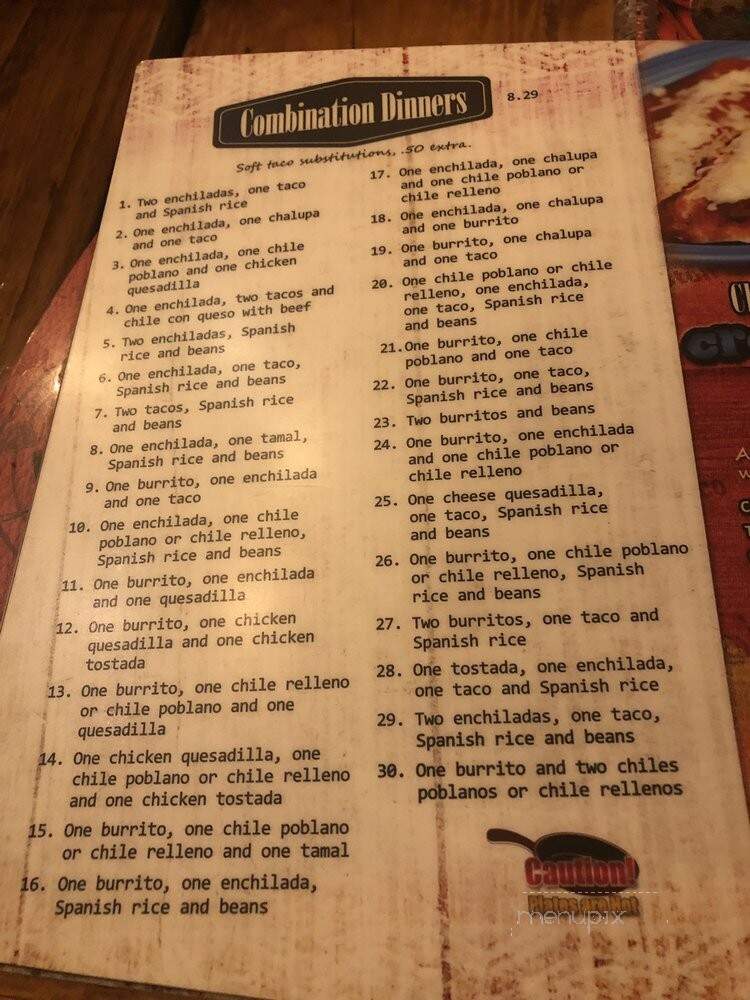 Combination Dinners 8.29
Soft taco substitutions, .50 extra.
1. Two enchiladas, one taco
and Spanish rice
2. One enchilada, one chalupa
and one taco
3. One enchilada, one chile
poblano and one chicken
quesadilla
4. One enchilada, two tacos and
chile con queso with beef
5. Two enchiladas, Spanish
rice and beans
6. One enchilada, one taco,
Spanish rice and beans
7. Two tacos, Spanish rice
and beans
8. One enchilada, one tamal,
Spanish rice and beans
9. One burrito, one enchilada
and one taco
10. One enchilada, one chile
poblano or chile relleno,
Spanish rice and beans
11. One burrito, one enchilada
and one quesadilla
12. One burrito, one chicken
quesadilla and one chicken
tostada
13. One burrito, one chile relleno
or chile poblano and one
quesadilla
14. One chicken quesadilla, one
chile poblano or chile relleno
and one chicken tostada
15. One burrito, one chile poblano
or chile relleno and one tamal
16. One burrito, one enchilada,
Spanish rice and beans
17. One enchilada, one chalupa
and one chile poblano or
chile relleno
18. One enchilada, one chalupa
and one burrito
19. One burrito, one chalupa
and one taco
20. One chile poblano or chile
relleno, one enchilada,
one taco, Spanish rice
and beans
21. One burrito, one chile
poblano and one taco
22. One burrito, one taco,
Spanish rice and beans
23. Two burritos and beans
24. One burrito, one enchilada
and one chile poblano or
chile relleno
25. One cheese quesadilla,
one taco, Spanish rice
and beans
26. One burrito, one chile poblano
or chile relleno, Spanish
rice and beans
27. Two burritos, one taco and
Spanish rice
28. One tostada, one enchilada,
one taco and Spanish rice
29. Two enchiladas, one taco,
Spanish rice and beans
30. One burrito and two chiles
poblanos or chile rellenos
Caution!
Plates are Hot
menupix